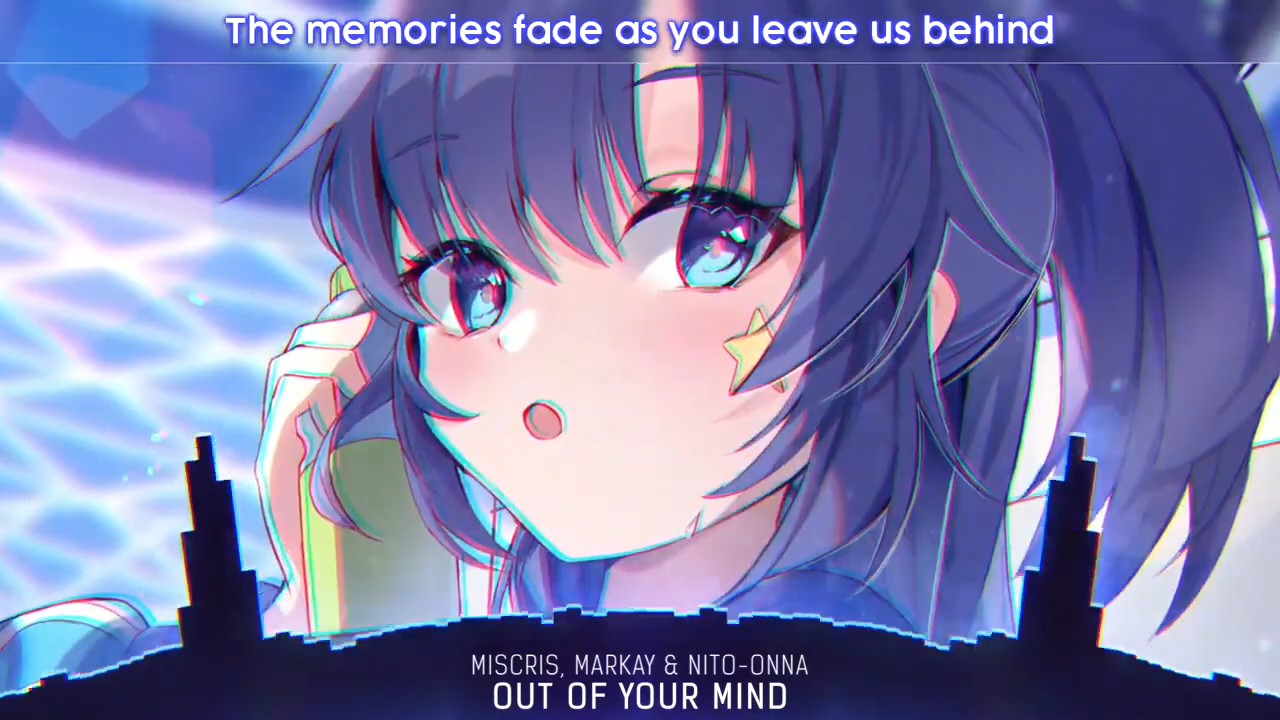 The memories fade as you leave us behind
MISCRIS, MARKAY & NITO-ONNA
OUT OF YOUR MIND